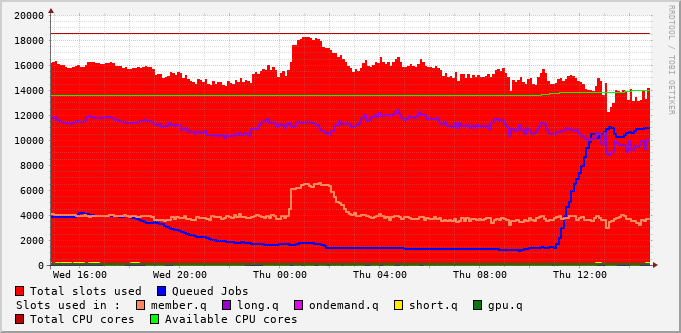 20000
18000
16000
14000
12000
10000
8000
6000
4000
2000
0
Wed 16:00 Wed 20:00 Thu 00:00 Thu 04:00 Thu 08:00 Thu 12:00
Total slots used Queued Jobs
Slots used in : member.q long.q ondemand.q short.q gpu.q
Total CPU cores Available CPU cores
RRDTOOL / TOBI OETIKER